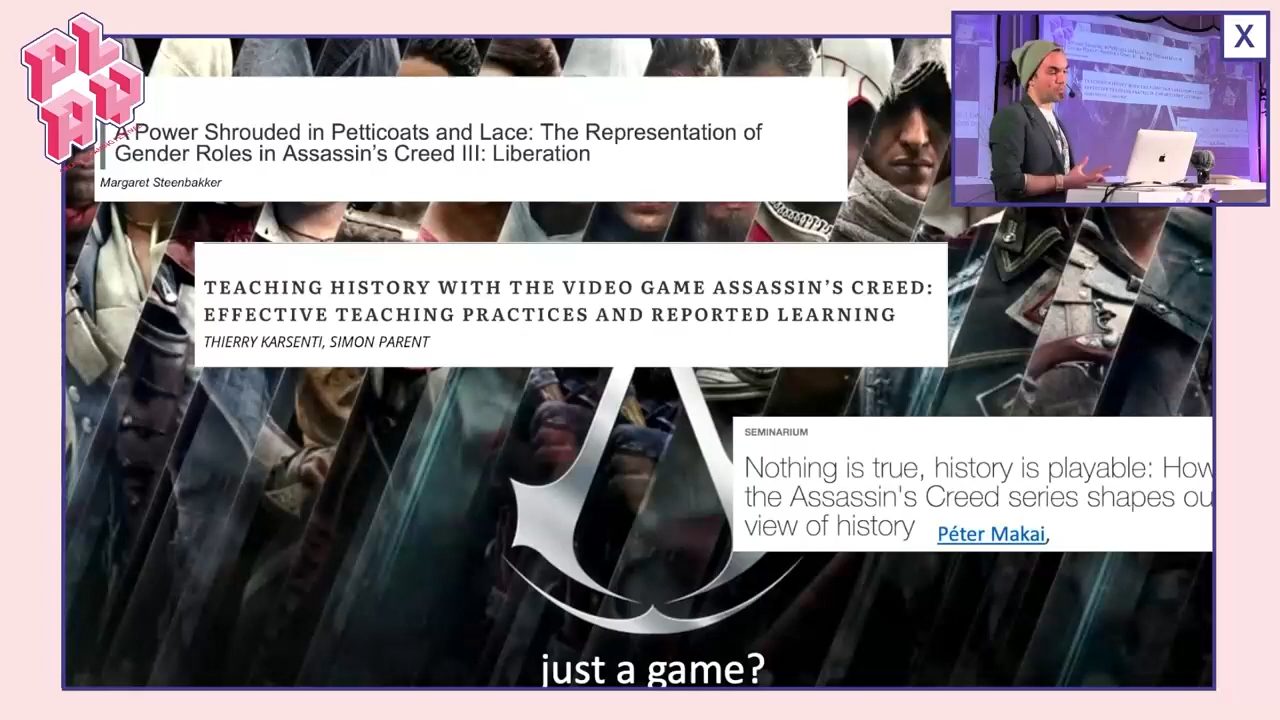 PLAY
X
A Power Shrouded in Petticoats and Lace: The Representation of
Gender Roles in Assassin's Creed III: Liberation
Margaret Steenbakker
TEACHING HISTORY WITH THE VIDEO GAME ASSASSIN'S CREED:
EFFECTIVE TEACHING PRACTICES AND REPORTED LEARNING
THIERRY KARSENTI, SIMON PARENT
SEMINARIUM
Nothing is true, history is playable: How
the Assassin's Creed series shapes ou
view of history
Péter Makai,
just a game?